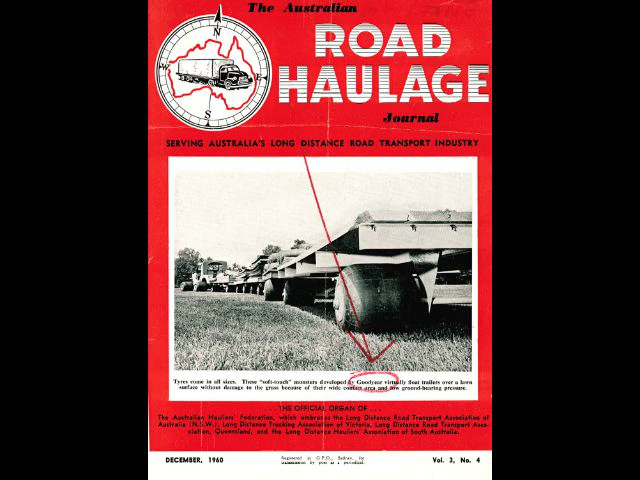 The Australian
ROAD
HAULAGE
Journal
N
W
E
S
SERVING AUSTRALIA'S LONG DISTANCE ROAD TRANSPORT INDUSTRY
Tyres come in all sizes. These "soft-touch" monsters developed by Goodyear virtually float trailers over a lawn
surface without damage to the grass because of their wide contact area and low ground-bearing pressure.
. . . THE OFFICIAL ORGAN OF . . .
The Australian Hauliers' Federation, which embraces the Long Distance Road Transport Association of
Australia (N.S.W.), Long Distance Trucking Association of Victoria, Long Distance Road Transport Asso-
ciation, Queensland, and the Long Distance Hauliers' Association of South Australia.
DECEMBER, 1960
Registered at G.P.O., Sydney, for
transmission by post as a periodical.
Vol. 3, No. 4